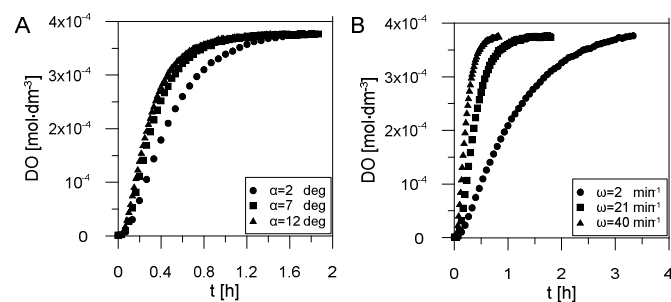 A
DO [mol·dm-3]
4x10-4
3x10-4
2x10-4
10-4
0
0 0.4 0.8 1.2 1.6 2
t [h]
α=2 deg
α=7 deg
α=12 deg
B
DO [mol·dm-3]
4x10-4
3x10-4
2x10-4
10-4
0
0 1 2 3 4
t [h]
ω=2 min-1
ω=21 min-1
ω=40 min-1